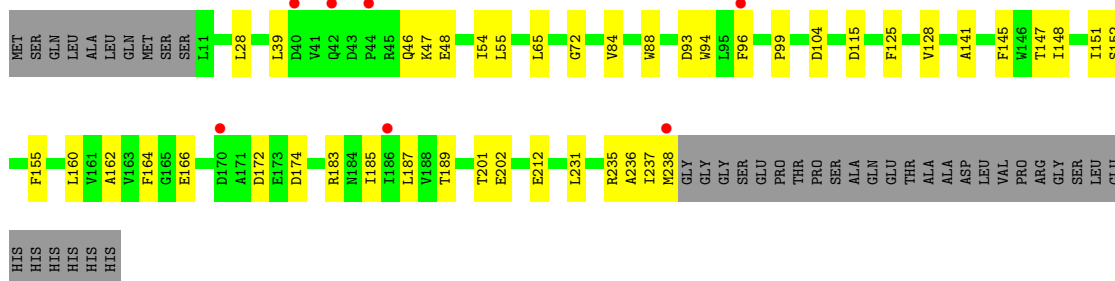 MET SER GLN LEU ALA LEU GLN MET SER SER L11 L28 L39 D40 V41 Q42 D43 P44 R45 Q46 K47 E48 I54 L55 L65 G72 V84 W88 D93 W94 L95 F96 P99 D104 D115 F125 V128 A141 F145 W146 T147 I148 I151 S152
F155 L160 V161 A162 V163 F164 G165 E166 D170 A171 D172 E173 D174 R183 N184 I185 I186 L187 V188 T189 T201 E202 E212 L231 R235 A236 I237 M238 GLY GLY GLY SER GLU PRO THR PRO SER ALA GLN GLU THR ALA ALA ASP LEU VAL PRO ARG GLY SER LEU GLU
HIS HIS HIS HIS HIS HIS